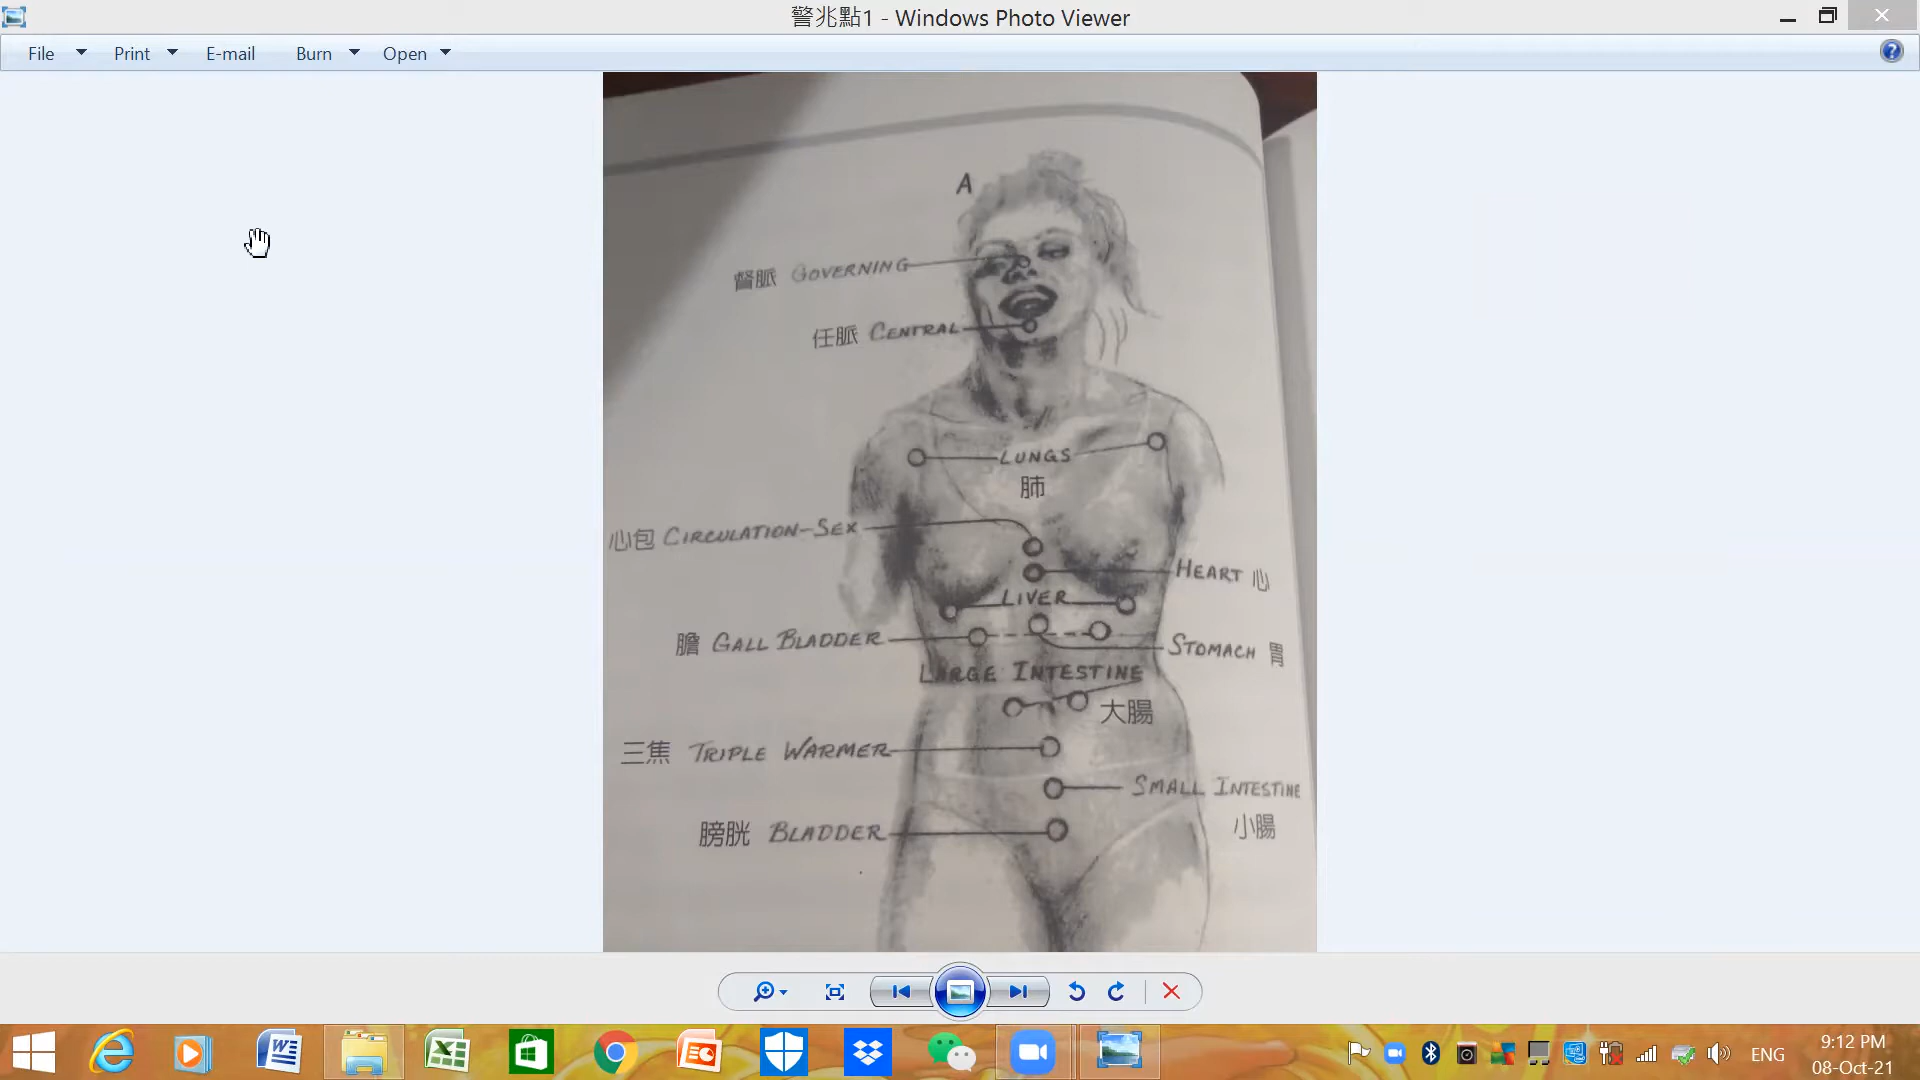 警兆點1 - Windows Photo Viewer
File Print E-mail Burn Open
A
督脈 GOVERNING
任脈 CENTRAL
LUNGS
肺
心包 CIRCULATION-SEX
HEART 心
LIVER
膽 GALL BLADDER
STOMACH 胃
LARGE INTESTINE
大腸
三焦 TRIPLE WARMER
SMALL INTESTINE
小腸
膀胱 BLADDER
ENG
9:12 PM
08-Oct-21